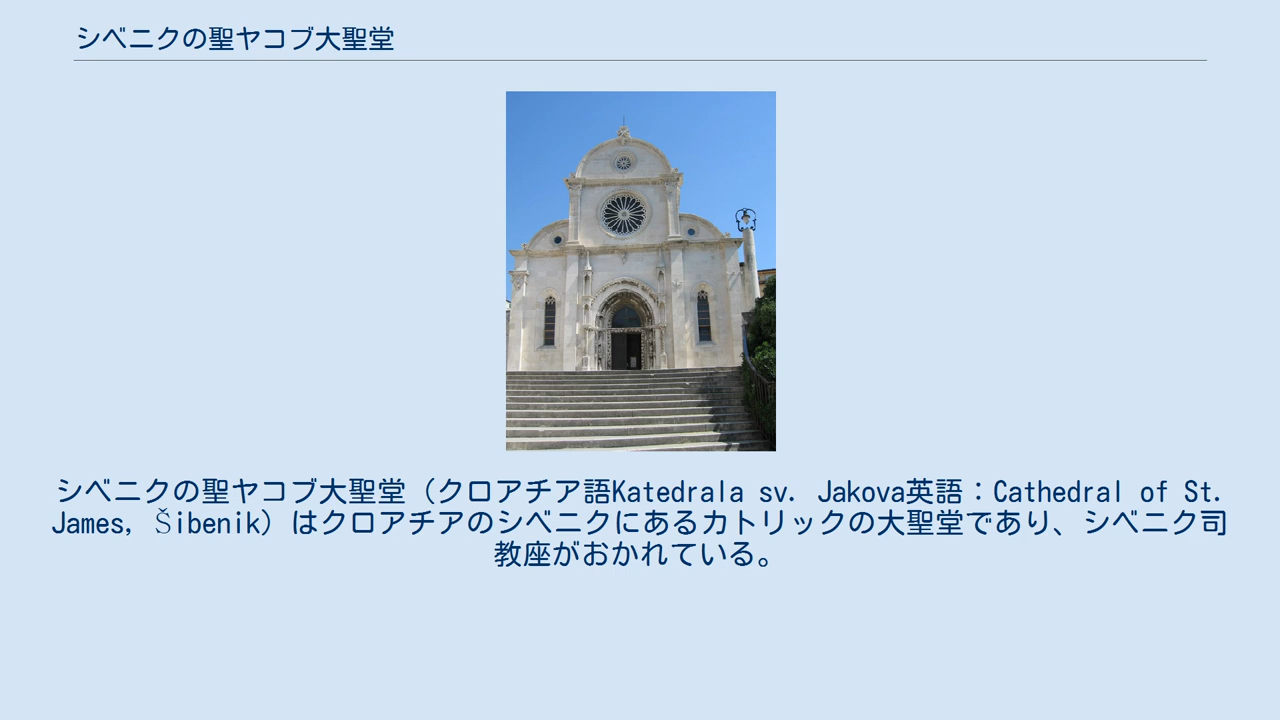 シベニクの聖ヤコブ大聖堂
シベニクの聖ヤコブ大聖堂（クロアチア語Katedrala sv. Jakova英語：Cathedral of St.
James, Šibenik）はクロアチアのシベニクにあるカトリックの大聖堂であり、シベニク司
教座がおかれている。